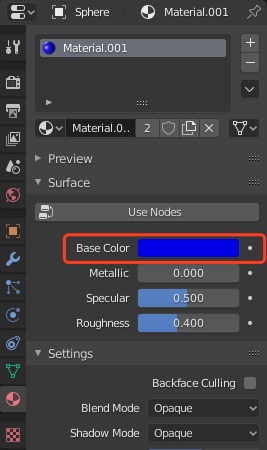 Sphere
Material.001
Material.001
Material.0..
2
Preview
Surface
Use Nodes
Base Color
Metallic
0.000
Specular
0.500
Roughness
0.400
Settings
Backface Culling
Blend Mode
Opaque
Shadow Mode
Opaque